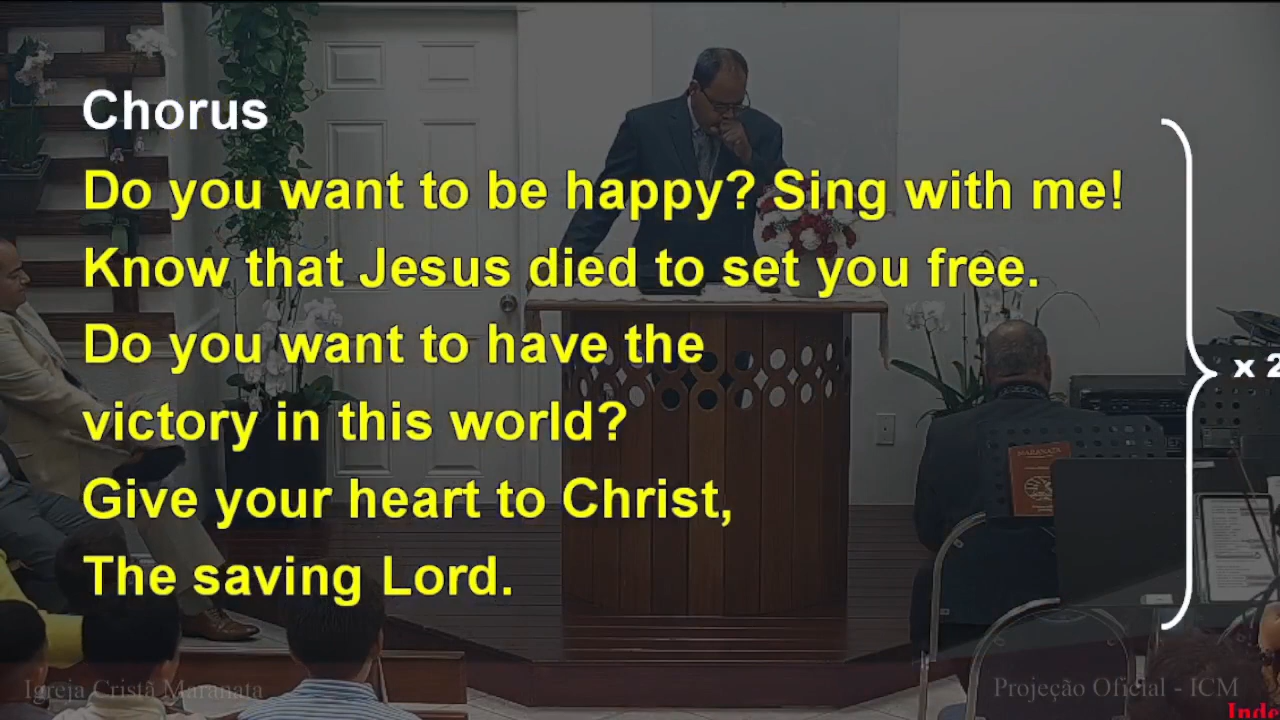 Chorus
Do you want to be happy? Sing with me!
Know that Jesus died to set you free.
Do you want to have the
victory in this world?
x 2
Give your heart to Christ,
The saving Lord.
MARANATA
Igreja Cristã Maranata
Projeção Oficial - ICM